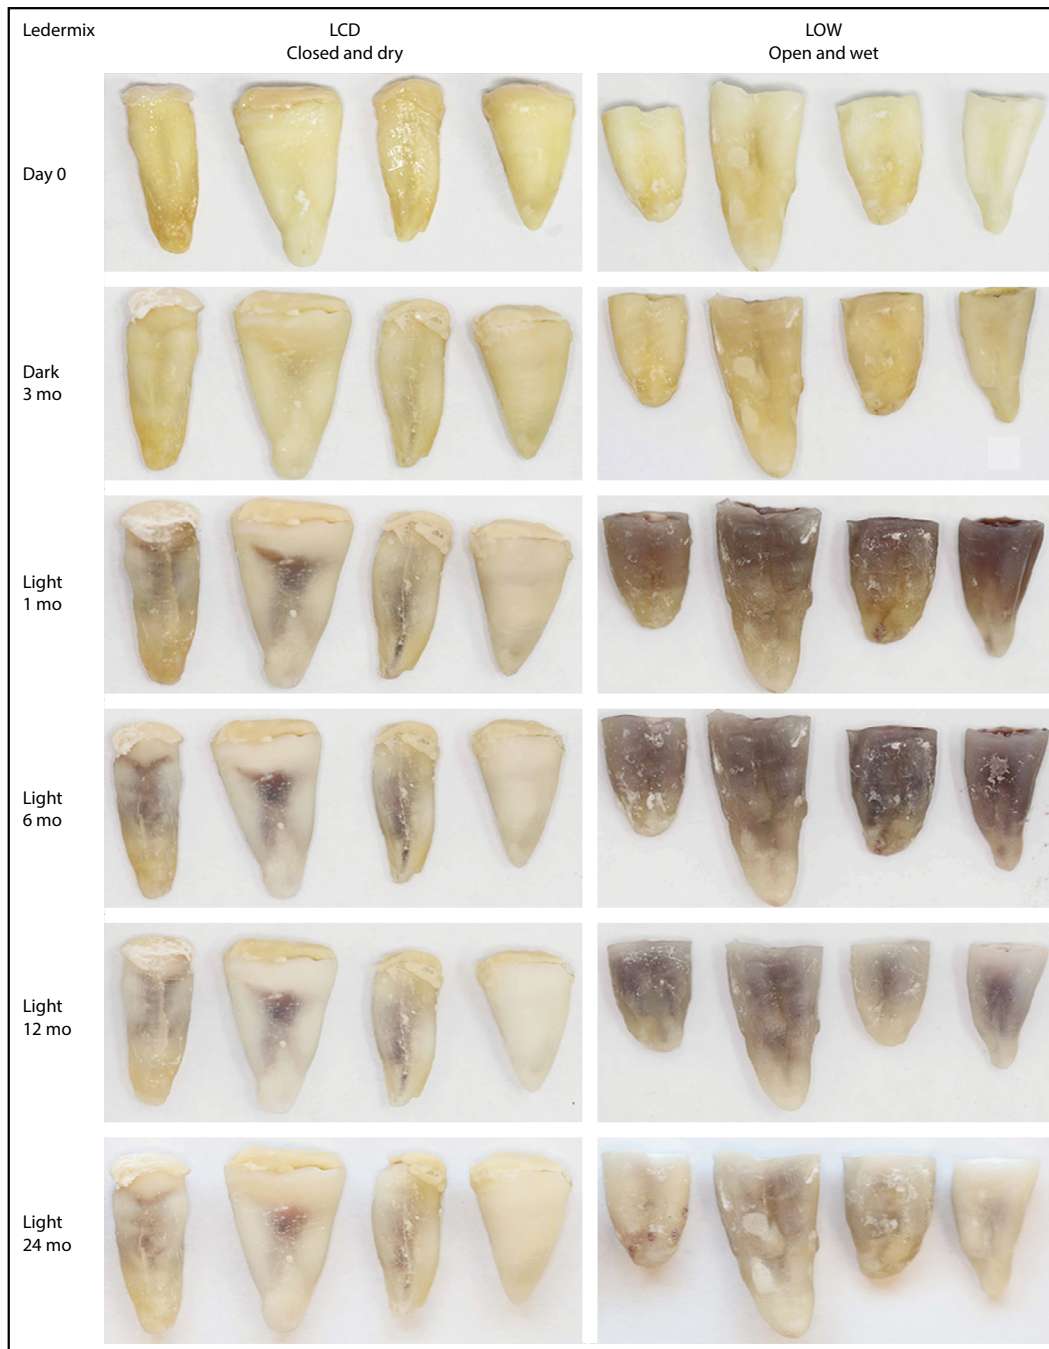 Ledermix
LCD
Closed and dry
LOW
Open and wet
Day 0
Dark
3 mo
Light
1 mo
Light
6 mo
Light
12 mo
Light
24 mo